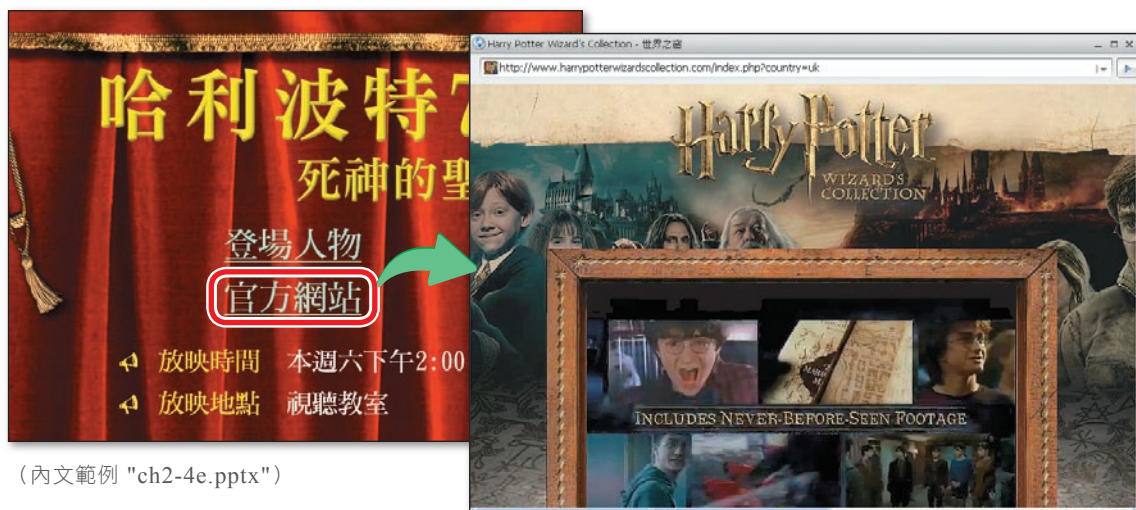 哈利波特7
死神的聖
登場人物
官方網站
放映時間 本週六下午2:00
放映地點 視聽教室
(內文範例 "ch2-4e.pptx")
Harry Potter Wizard's Collection - 世界之窗
http://www.harrypotterwizardscollection.com/index.php?country=uk
Harry Potter
WIZARD'S
COLLECTION
INCLUDES NEVER-BEFORE-SEEN FOOTAGE